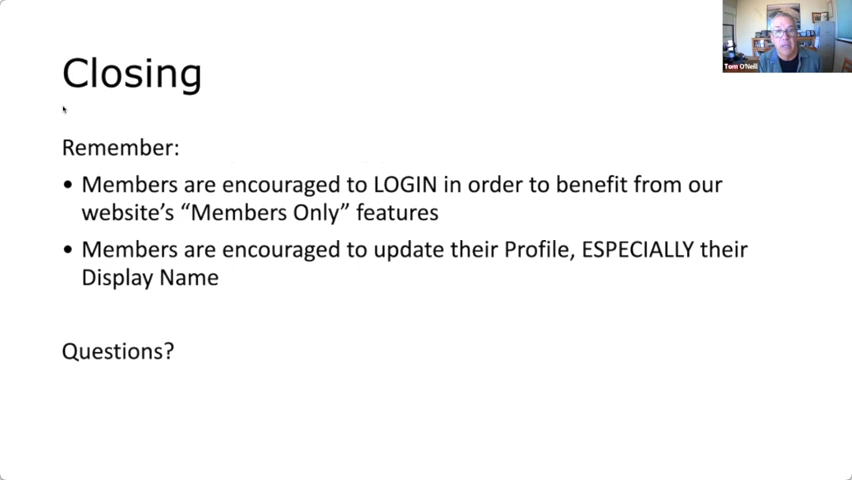 Closing
Tom O'Neill
Remember:
• Members are encouraged to LOGIN in order to benefit from our
website's “Members Only” features
• Members are encouraged to update their Profile, ESPECIALLY their
Display Name
Questions?